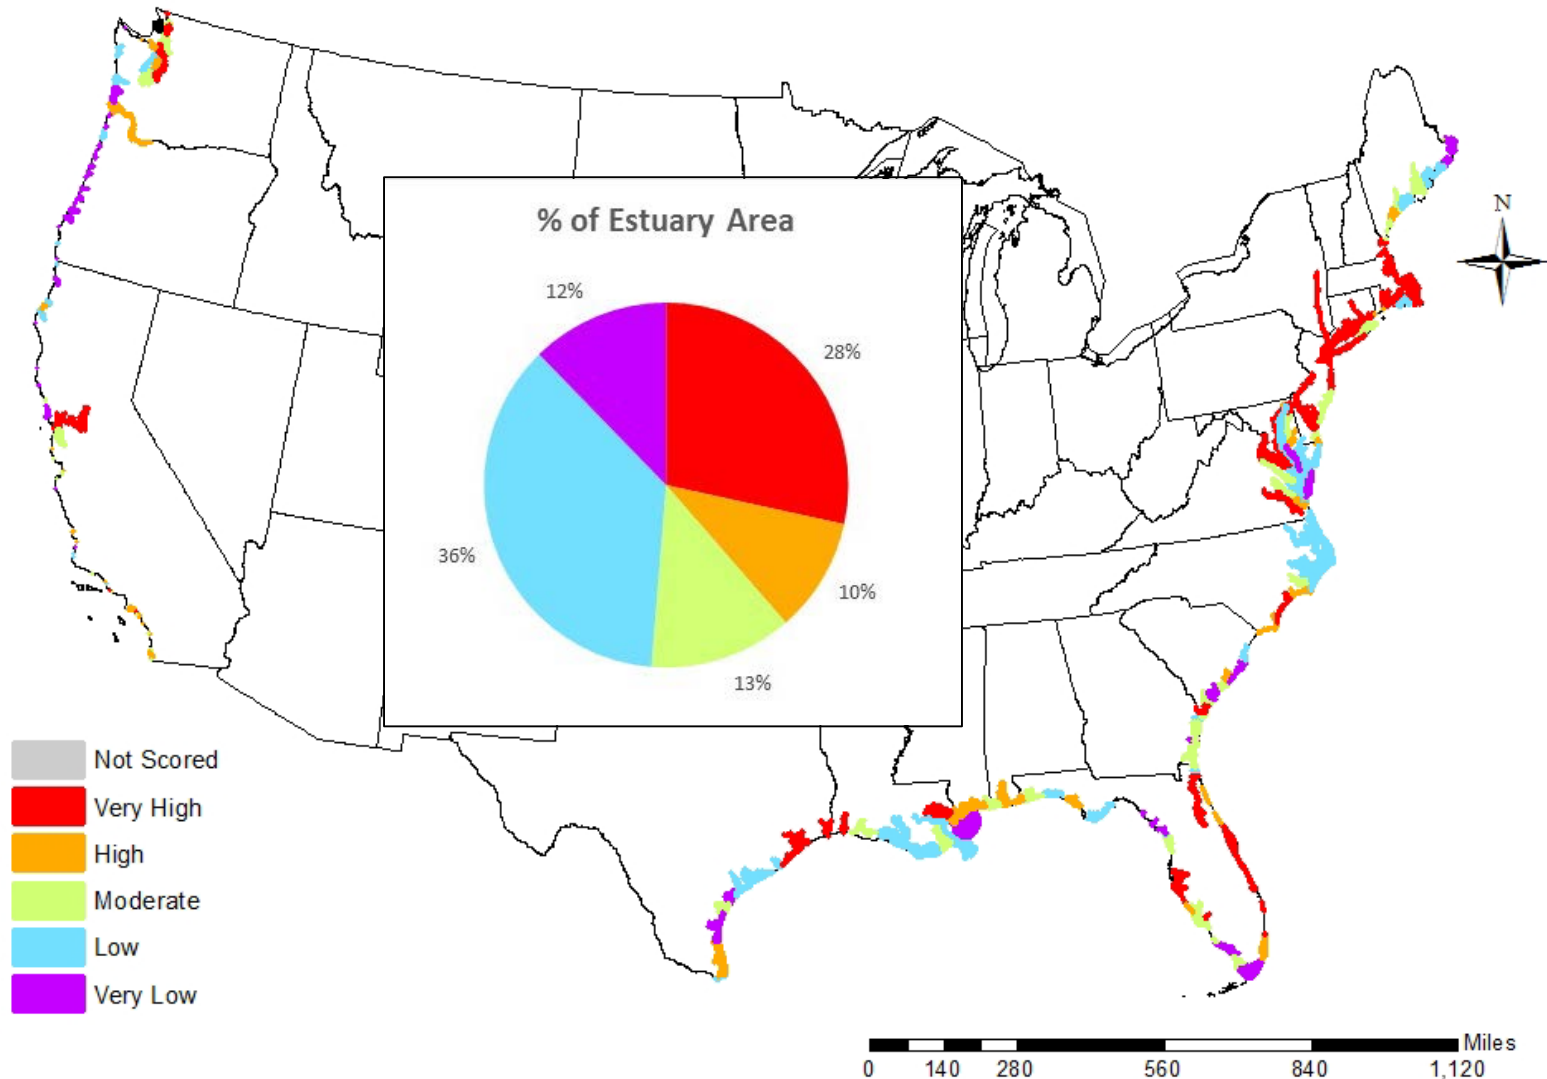 N
% of Estuary Area
12%
28%
36%
10%
13%
Not Scored
Very High
High
Moderate
Low
Very Low
Miles
0 140 280 560 840 1,120